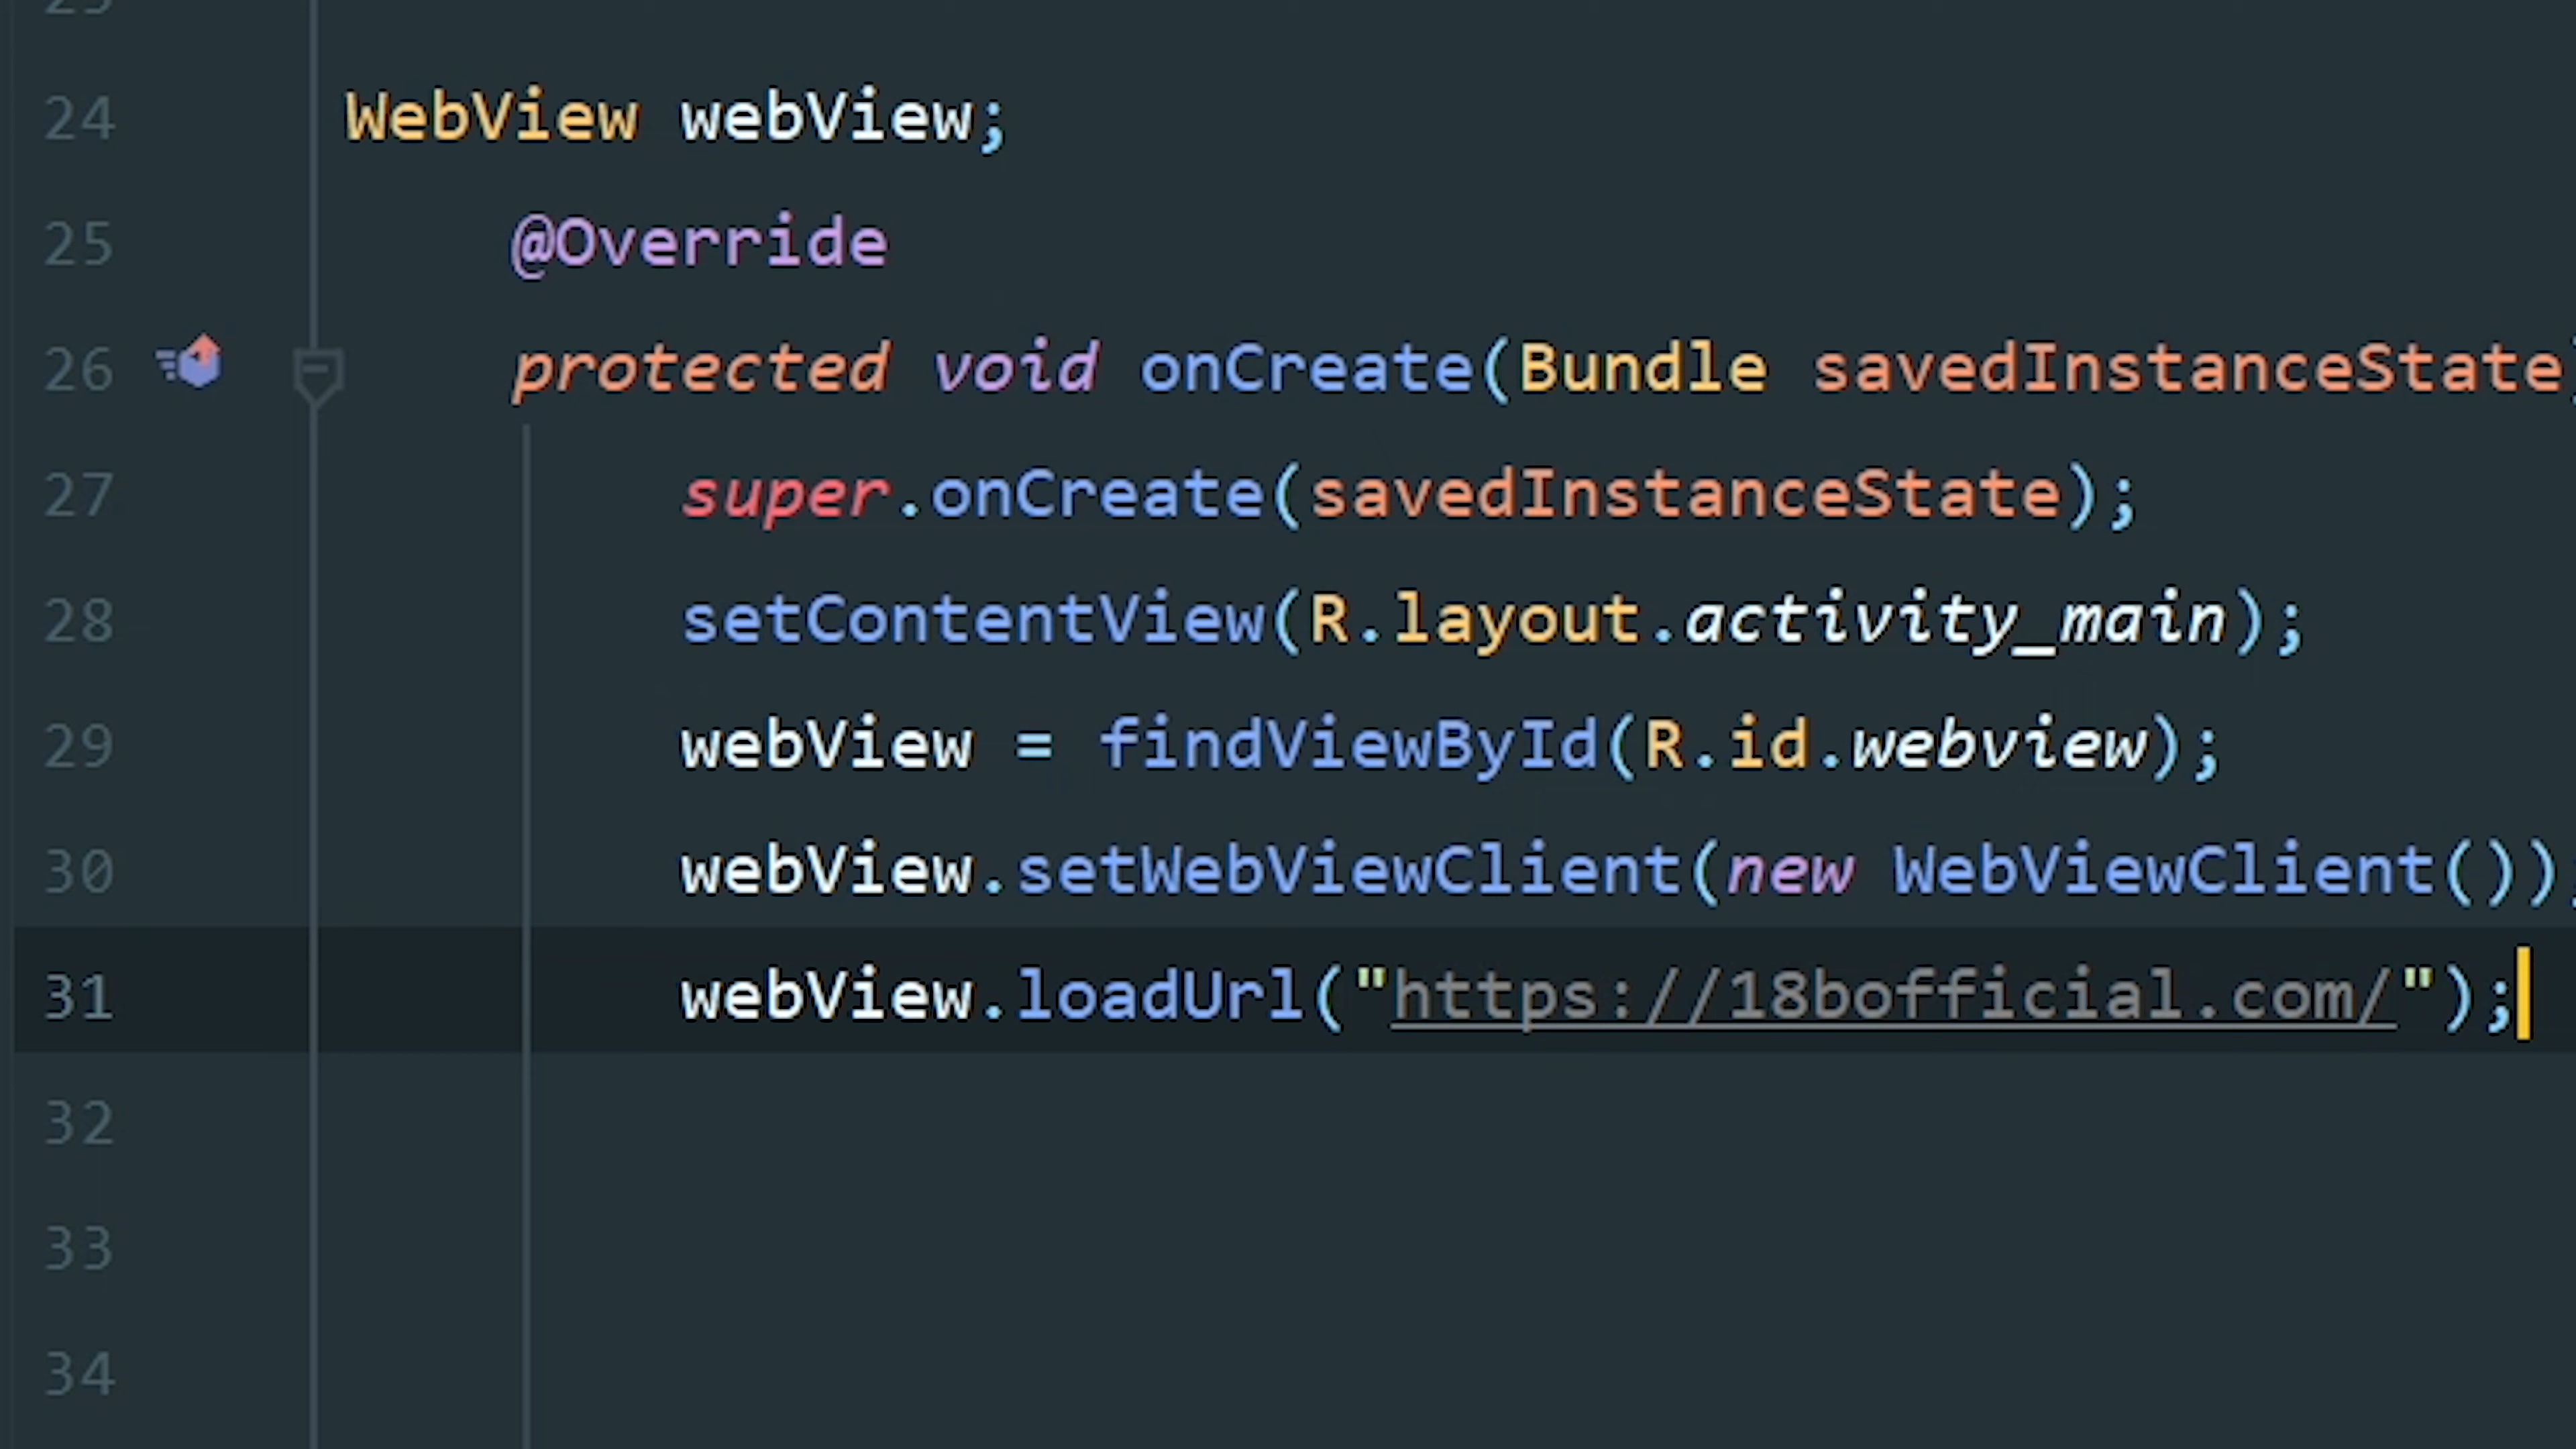 24 WebView webView;
25 @Override
26 protected void onCreate(Bundle savedInstanceState)
27 super.onCreate(savedInstanceState);
28 setContentView(R.layout.activity_main);
29 webView = findViewById(R.id.webview);
30 webView.setWebViewClient(new WebViewClient());
31 webView.loadUrl("https://18bofficial.com/");
32
33
34